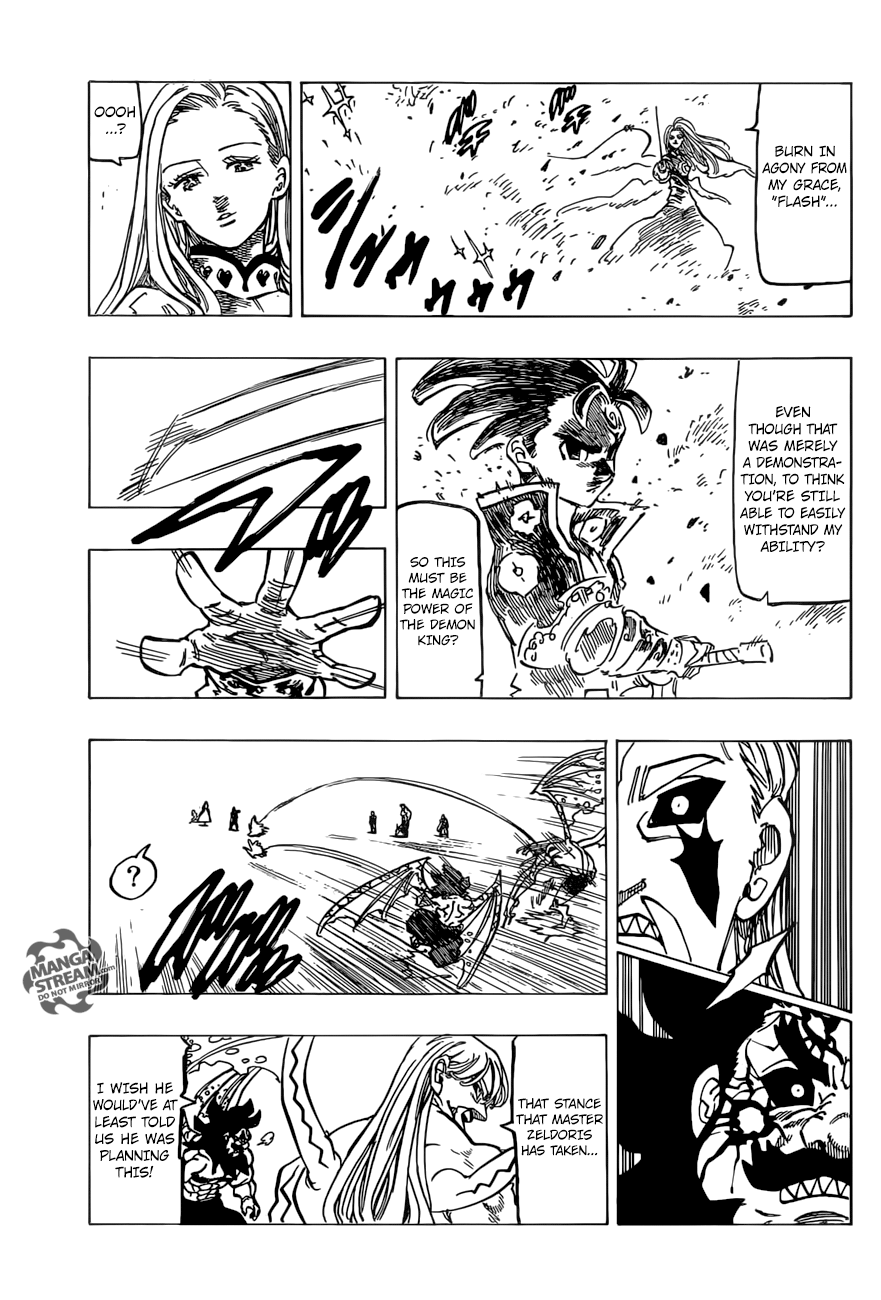 BURN IN
AGONY FROM
MY GRACE,
"FLASH"...
OOOH
...?
EVEN
THOUGH THAT
WAS MERELY
A DEMONSTRA-
TION, TO THINK
YOU'RE STILL
ABLE TO EASILY
WITHSTAND MY
ABILITY?
SO THIS
MUST BE
THE MAGIC
POWER OF
THE DEMON
KING?
?
THAT STANCE
THAT MASTER
ZELDORIS
HAS TAKEN...
I WISH HE
WOULD'VE AT
LEAST TOLD
US HE WAS
PLANNING
THIS!
MANGA
STREAM.com
DO NOT MIRROR